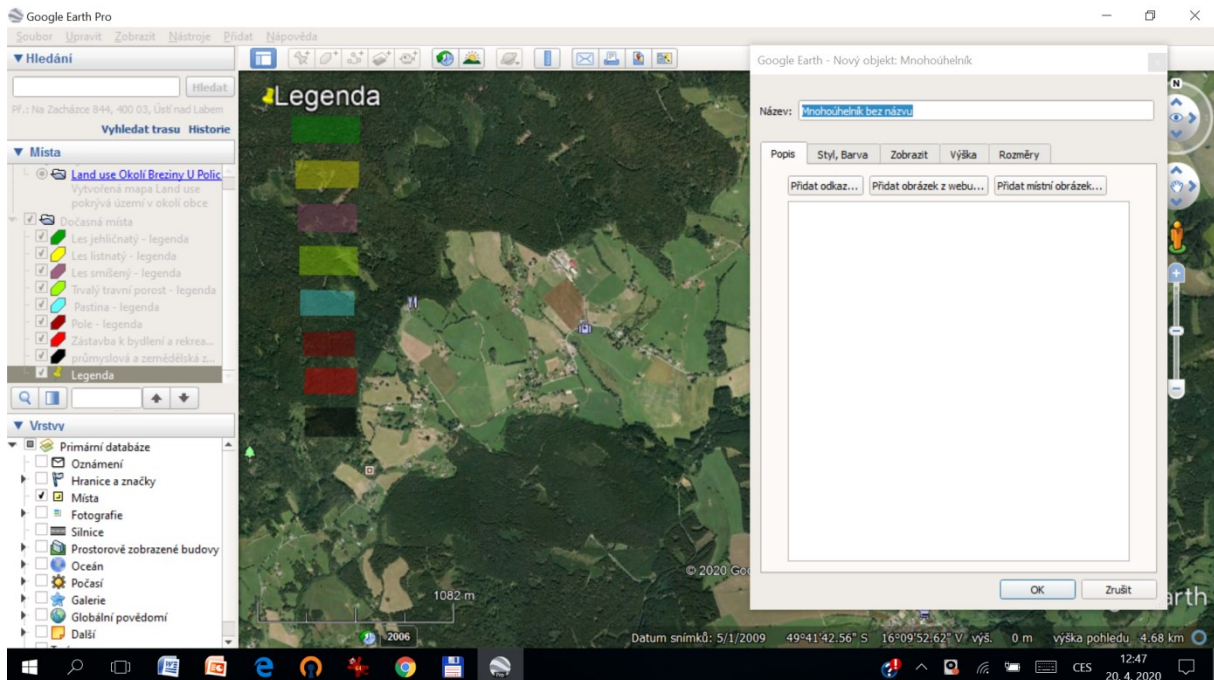 Google Earth Pro
Soubor Upravit Zobrazit Nástroje Přidat Nápověda
Hledání
Hledat
Př.: Na Zacházce 844, 400 03, Ústí nad Labem
Vyhledat trasu Historie
Místa
Land use Okolí Breziny U Polic
Vytvořená mapa Land use
pokrývá území v okolí obce
Dočasná místa
Les jehličnatý - legenda
Les listnatý - legenda
Les smíšený - legenda
Trvalý travní porost - legenda
Pastina - legenda
Pole - legenda
Zástavba k bydlení a rekrea...
průmyslová a zemědělská z...
Legenda
Vrstvy
Primární databáze
Oznámení
Hranice a značky
Místa
Fotografie
Silnice
Prostorově zobrazené budovy
Oceán
Počasí
Galerie
Globální povědomí
Další
Legenda
1082 m
2006
© 2020 Goo
Datum snímků: 5/1/2009 49°41'42.56" S 16°09'52.62" V výš. 0 m výška pohledu 4.68 km
N
arth
Google Earth - Nový objekt: Mnohoúhelník
Název: Mnohoúhelník bez názvu
Popis Styl, Barva Zobrazit Výška Rozměry
Přidat odkaz... Přidat obrázek z webu... Přidat místní obrázek...
OK Zrušit
CES
12:47
20. 4. 2020